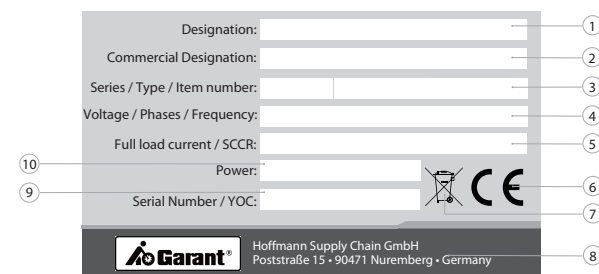 Designation:
1
Commercial Designation:
2
Series / Type / Item number:
3
Voltage / Phases / Frequency:
4
Full load current / SCCR:
5
10
Power:
6
9
Serial Number / YOC:
7
CE
Garant®
Hoffmann Supply Chain GmbH
Poststraße 15 • 90471 Nuremberg • Germany
8